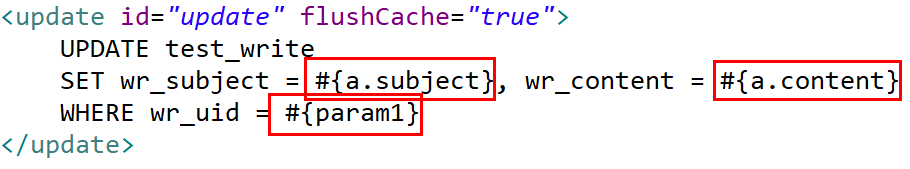 <update id="update" flushCache="true">
UPDATE test_write
SET wr_subject = #{a.subject}, wr_content = #{a.content}
WHERE wr_uid = #{param1}
</update>